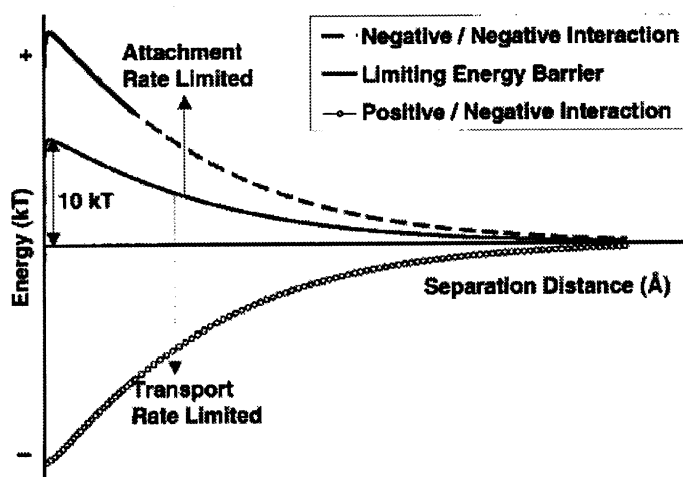 +
Attachment
Rate Limited
Negative / Negative Interaction
Limiting Energy Barrier
Positive / Negative Interaction
10 kT
Energy (kT)
Separation Distance (Å)
Transport
Rate Limited
–